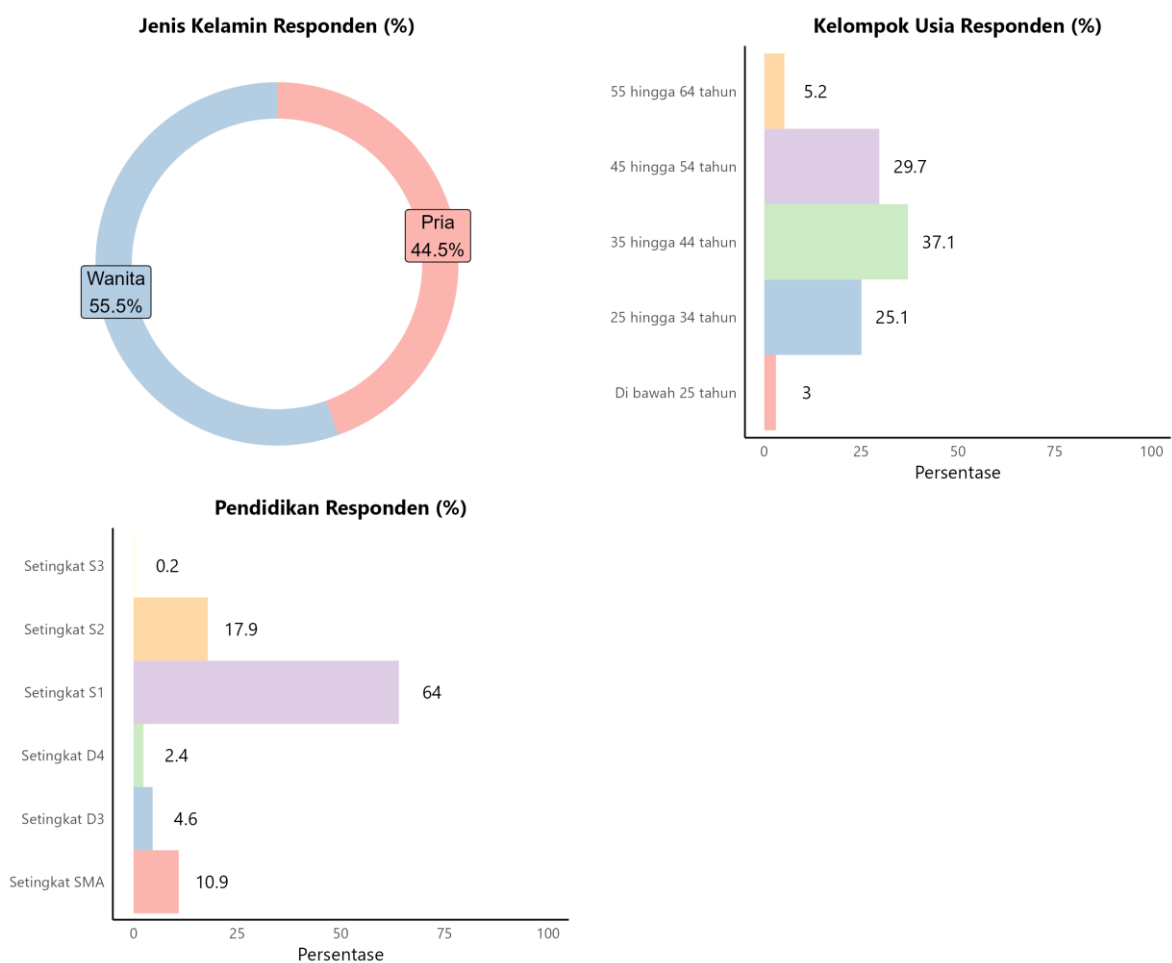 Jenis Kelamin Responden (%)
Pria
44.5%
Wanita
55.5%
Kelompok Usia Responden (%)
55 hingga 64 tahun
5.2
45 hingga 54 tahun
29.7
35 hingga 44 tahun
37.1
25 hingga 34 tahun
25.1
Di bawah 25 tahun
3
0 25 50 75 100
Persentase
Pendidikan Responden (%)
Setingkat S3
0.2
Setingkat S2
17.9
Setingkat S1
64
Setingkat D4
2.4
Setingkat D3
4.6
Setingkat SMA
10.9
0 25 50 75 100
Persentase